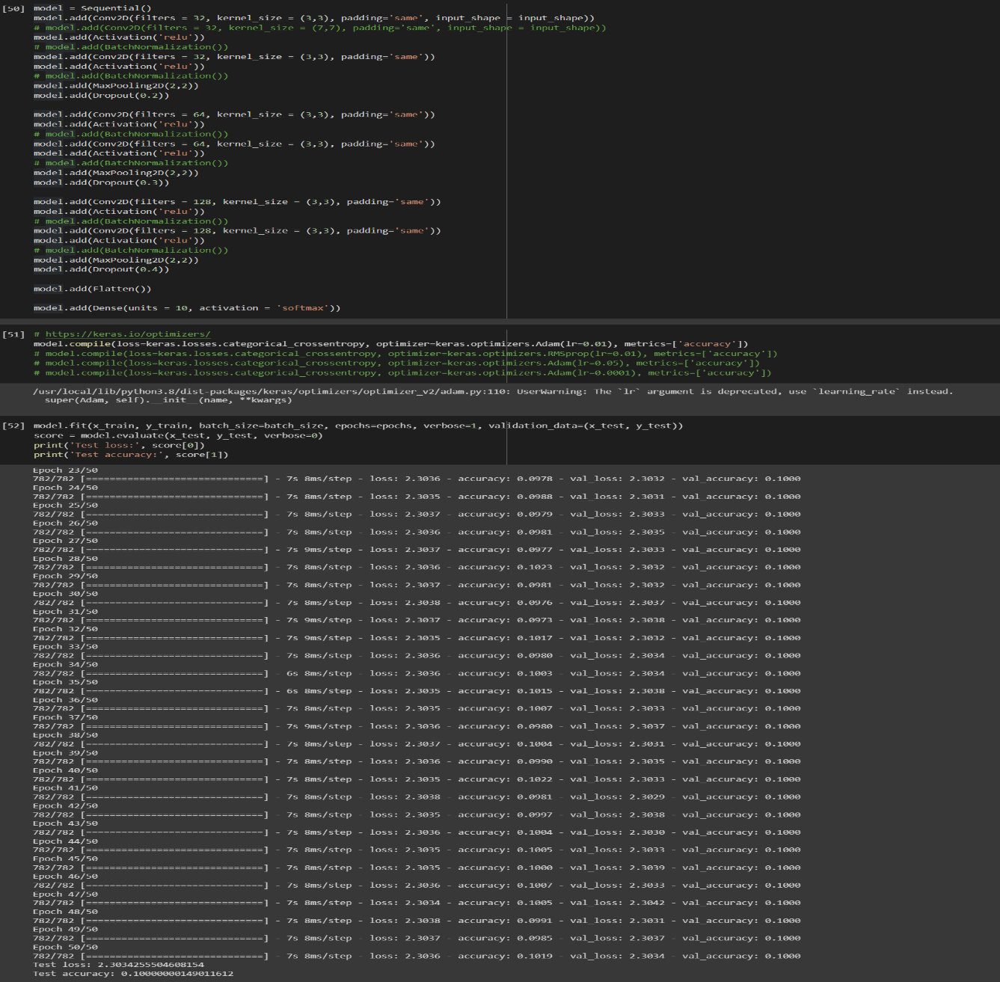 [50] model = Sequential()
model.add(Conv2D(filters = 32, kernel_size = (3,3), padding='same', input_shape = input_shape))
# model.add(Conv2D(filters = 32, kernel_size = (7,7), padding='same', input_shape = input_shape))
model.add(Activation('relu'))
# model.add(BatchNormalization())
model.add(Conv2D(filters = 32, kernel_size = (3,3), padding='same'))
model.add(Activation('relu'))
# model.add(BatchNormalization())
model.add(MaxPooling2D(2,2))
model.add(Dropout(0.2))
model.add(Conv2D(filters = 64, kernel_size = (3,3), padding='same'))
model.add(Activation('relu'))
# model.add(BatchNormalization())
model.add(Conv2D(filters = 64, kernel_size = (3,3), padding='same'))
model.add(Activation('relu'))
# model.add(BatchNormalization())
model.add(MaxPooling2D(2,2))
model.add(Dropout(0.3))
model.add(Conv2D(filters = 128, kernel_size = (3,3), padding='same'))
model.add(Activation('relu'))
# model.add(BatchNormalization())
model.add(Conv2D(filters = 128, kernel_size = (3,3), padding='same'))
model.add(Activation('relu'))
# model.add(BatchNormalization())
model.add(MaxPooling2D(2,2))
model.add(Dropout(0.4))
model.add(Flatten())
model.add(Dense(units = 10, activation = 'softmax'))
[51] # https://keras.io/optimizers/
model.compile(loss=keras.losses.categorical_crossentropy, optimizer=keras.optimizers.Adam(lr=0.01), metrics=['accuracy'])
# model.compile(loss=keras.losses.categorical_crossentropy, optimizer=keras.optimizers.RMSprop(lr=0.01), metrics=['accuracy'])
# model.compile(loss=keras.losses.categorical_crossentropy, optimizer=keras.optimizers.Adam(lr=0.05), metrics=['accuracy'])
# model.compile(loss=keras.losses.categorical_crossentropy, optimizer=keras.optimizers.Adam(lr=0.0001), metrics=['accuracy'])
/usr/local/lib/python3.8/dist-packages/keras/optimizers/optimizer_v2/adam.py:110: UserWarning: The `lr` argument is deprecated, use `learning_rate` instead.
super(Adam, self).__init__(name, **kwargs)
[52] model.fit(x_train, y_train, batch_size=batch_size, epochs=epochs, verbose=1, validation_data=(x_test, y_test))
score = model.evaluate(x_test, y_test, verbose=0)
print('Test loss:', score[0])
print('Test accuracy:', score[1])
Epoch 23/50
782/782 [==============================] - 7s 8ms/step - loss: 2.3036 - accuracy: 0.0978 - val_loss: 2.3032 - val_accuracy: 0.1000
Epoch 24/50
782/782 [==============================] - 7s 8ms/step - loss: 2.3035 - accuracy: 0.0988 - val_loss: 2.3031 - val_accuracy: 0.1000
Epoch 25/50
782/782 [==============================] - 7s 8ms/step - loss: 2.3037 - accuracy: 0.0979 - val_loss: 2.3033 - val_accuracy: 0.1000
Epoch 26/50
782/782 [==============================] - 7s 8ms/step - loss: 2.3036 - accuracy: 0.0981 - val_loss: 2.3035 - val_accuracy: 0.1000
Epoch 27/50
782/782 [==============================] - 7s 9ms/step - loss: 2.3037 - accuracy: 0.0977 - val_loss: 2.3033 - val_accuracy: 0.1000
Epoch 28/50
782/782 [==============================] - 7s 8ms/step - loss: 2.3036 - accuracy: 0.1023 - val_loss: 2.3032 - val_accuracy: 0.1000
Epoch 29/50
782/782 [==============================] - 7s 8ms/step - loss: 2.3037 - accuracy: 0.0981 - val_loss: 2.3032 - val_accuracy: 0.1000
Epoch 30/50
782/782 [==============================] - 7s 8ms/step - loss: 2.3038 - accuracy: 0.0976 - val_loss: 2.3037 - val_accuracy: 0.1000
Epoch 31/50
782/782 [==============================] - 7s 9ms/step - loss: 2.3037 - accuracy: 0.0973 - val_loss: 2.3038 - val_accuracy: 0.1000
Epoch 32/50
782/782 [==============================] - 7s 9ms/step - loss: 2.3035 - accuracy: 0.1017 - val_loss: 2.3032 - val_accuracy: 0.1000
Epoch 33/50
782/782 [==============================] - 7s 8ms/step - loss: 2.3036 - accuracy: 0.0980 - val_loss: 2.3034 - val_accuracy: 0.1000
Epoch 34/50
782/782 [==============================] - 6s 8ms/step - loss: 2.3036 - accuracy: 0.1003 - val_loss: 2.3034 - val_accuracy: 0.1000
Epoch 35/50
782/782 [==============================] - 6s 8ms/step - loss: 2.3035 - accuracy: 0.1015 - val_loss: 2.3038 - val_accuracy: 0.1000
Epoch 36/50
782/782 [==============================] - 7s 8ms/step - loss: 2.3035 - accuracy: 0.1007 - val_loss: 2.3033 - val_accuracy: 0.1000
Epoch 37/50
782/782 [==============================] - 7s 9ms/step - loss: 2.3036 - accuracy: 0.0980 - val_loss: 2.3037 - val_accuracy: 0.1000
Epoch 38/50
782/782 [==============================] - 7s 8ms/step - loss: 2.3037 - accuracy: 0.1004 - val_loss: 2.3031 - val_accuracy: 0.1000
Epoch 39/50
782/782 [==============================] - 7s 8ms/step - loss: 2.3036 - accuracy: 0.0990 - val_loss: 2.3035 - val_accuracy: 0.1000
Epoch 40/50
782/782 [==============================] - 7s 8ms/step - loss: 2.3035 - accuracy: 0.1022 - val_loss: 2.3033 - val_accuracy: 0.1000
Epoch 41/50
782/782 [==============================] - 7s 8ms/step - loss: 2.3038 - accuracy: 0.0981 - val_loss: 2.3029 - val_accuracy: 0.1000
Epoch 42/50
782/782 [==============================] - 7s 8ms/step - loss: 2.3035 - accuracy: 0.0997 - val_loss: 2.3038 - val_accuracy: 0.1000
Epoch 43/50
782/782 [==============================] - 7s 8ms/step - loss: 2.3036 - accuracy: 0.1004 - val_loss: 2.3030 - val_accuracy: 0.1000
Epoch 44/50
782/782 [==============================] - 7s 8ms/step - loss: 2.3035 - accuracy: 0.1005 - val_loss: 2.3033 - val_accuracy: 0.1000
Epoch 45/50
782/782 [==============================] - 7s 8ms/step - loss: 2.3035 - accuracy: 0.1000 - val_loss: 2.3039 - val_accuracy: 0.1000
Epoch 46/50
782/782 [==============================] - 7s 8ms/step - loss: 2.3036 - accuracy: 0.1007 - val_loss: 2.3033 - val_accuracy: 0.1000
Epoch 47/50
782/782 [==============================] - 7s 8ms/step - loss: 2.3034 - accuracy: 0.1005 - val_loss: 2.3042 - val_accuracy: 0.1000
Epoch 48/50
782/782 [==============================] - 7s 8ms/step - loss: 2.3038 - accuracy: 0.0991 - val_loss: 2.3031 - val_accuracy: 0.1000
Epoch 49/50
782/782 [==============================] - 7s 8ms/step - loss: 2.3037 - accuracy: 0.0985 - val_loss: 2.3037 - val_accuracy: 0.1000
Epoch 50/50
782/782 [==============================] - 7s 8ms/step - loss: 2.3036 - accuracy: 0.1019 - val_loss: 2.3034 - val_accuracy: 0.1000
Test loss: 2.3034255504608154
Test accuracy: 0.10000000149011612